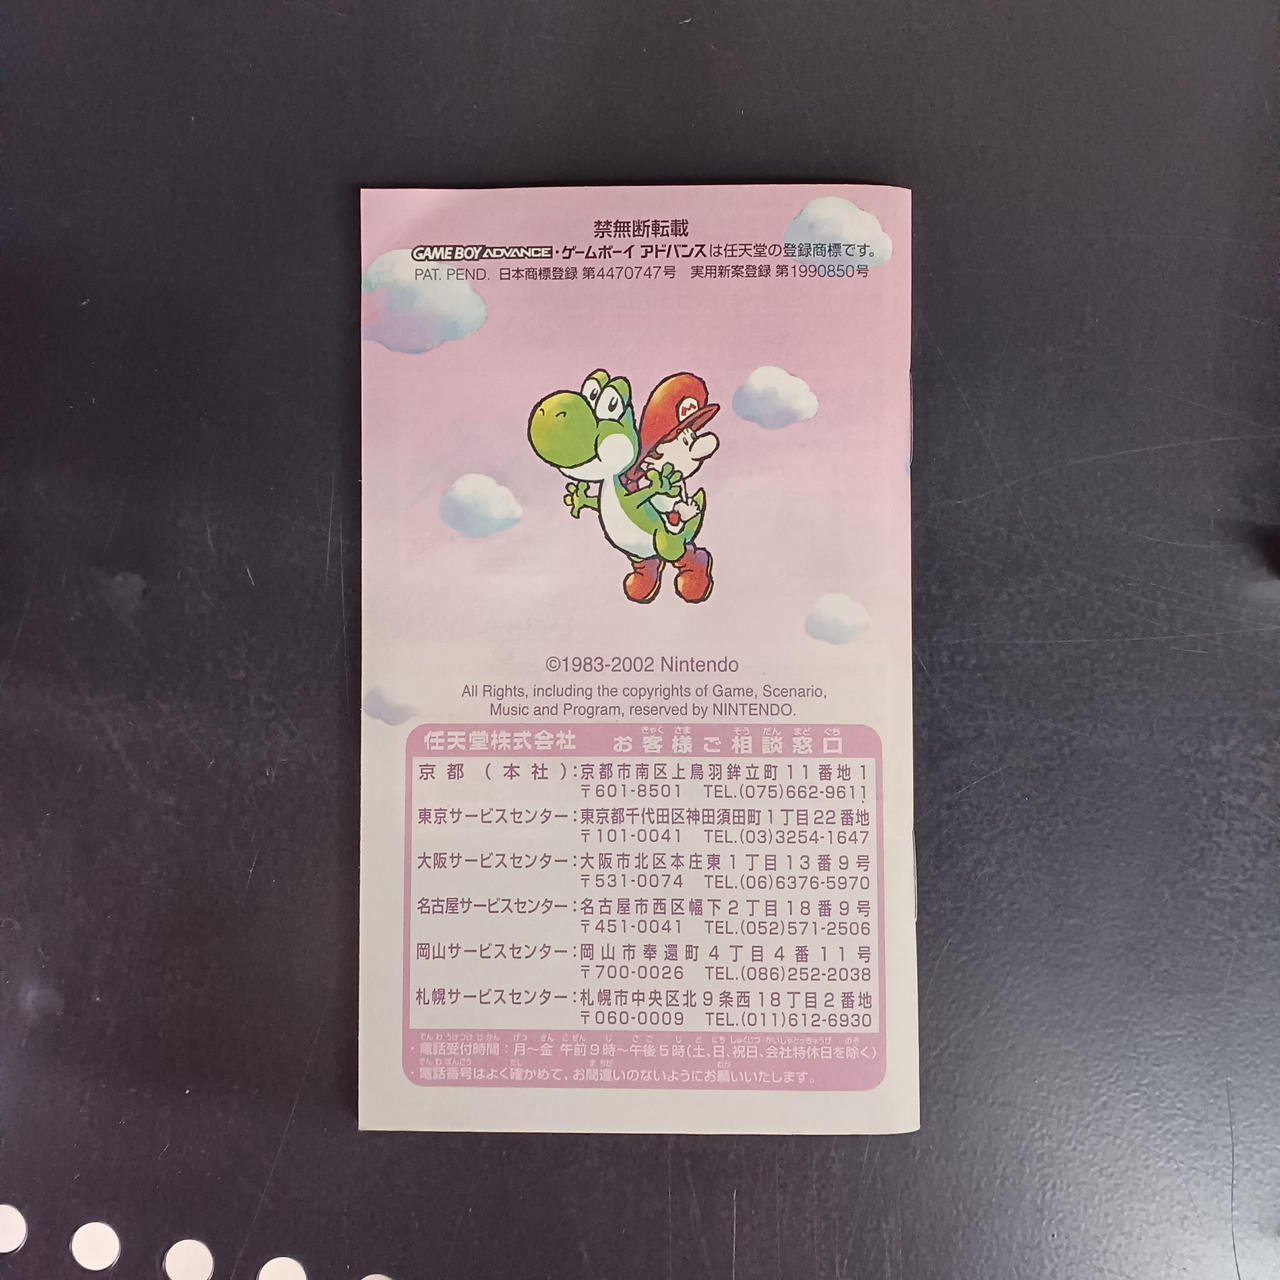 禁無断転載
GAME BOY ADVANCE・ゲームボーイ アドバンスは任天堂の登録商標です。
PAT. PEND. 日本商標登録 第4470747号 実用新案登録 第1990850号
M
©1983-2002 Nintendo
All Rights, including the copyrights of Game, Scenario,
Music and Program, reserved by NINTENDO.
任天堂株式会社 お客様ご相談窓口
京都(本社):京都市南区上鳥羽鉾立町11番地1
〒601-8501 TEL.(075)662-9611
東京サービスセンター:東京都千代田区神田須田町1丁目22番地
〒101-0041 TEL.(03)3254-1647
大阪サービスセンター:大阪市北区本庄東1丁目13番9号
〒531-0074 TEL.(06)6376-5970
名古屋サービスセンター:名古屋市西区幅下2丁目18番9号
〒451-0041 TEL.(052)571-2506
岡山サービスセンター:岡山市奉還町4丁目4番11号
〒700-0026 TEL.(086)252-2038
札幌サービスセンター:札幌市中央区北9条西18丁目2番地
〒060-0009 TEL.(011)612-6930
・電話受付時間:月〜金 午前9時〜午後5時(土、日、祝日、会社特休日を除く)
・電話番号はよく確かめて、お間違いのないようにお願いいたします。